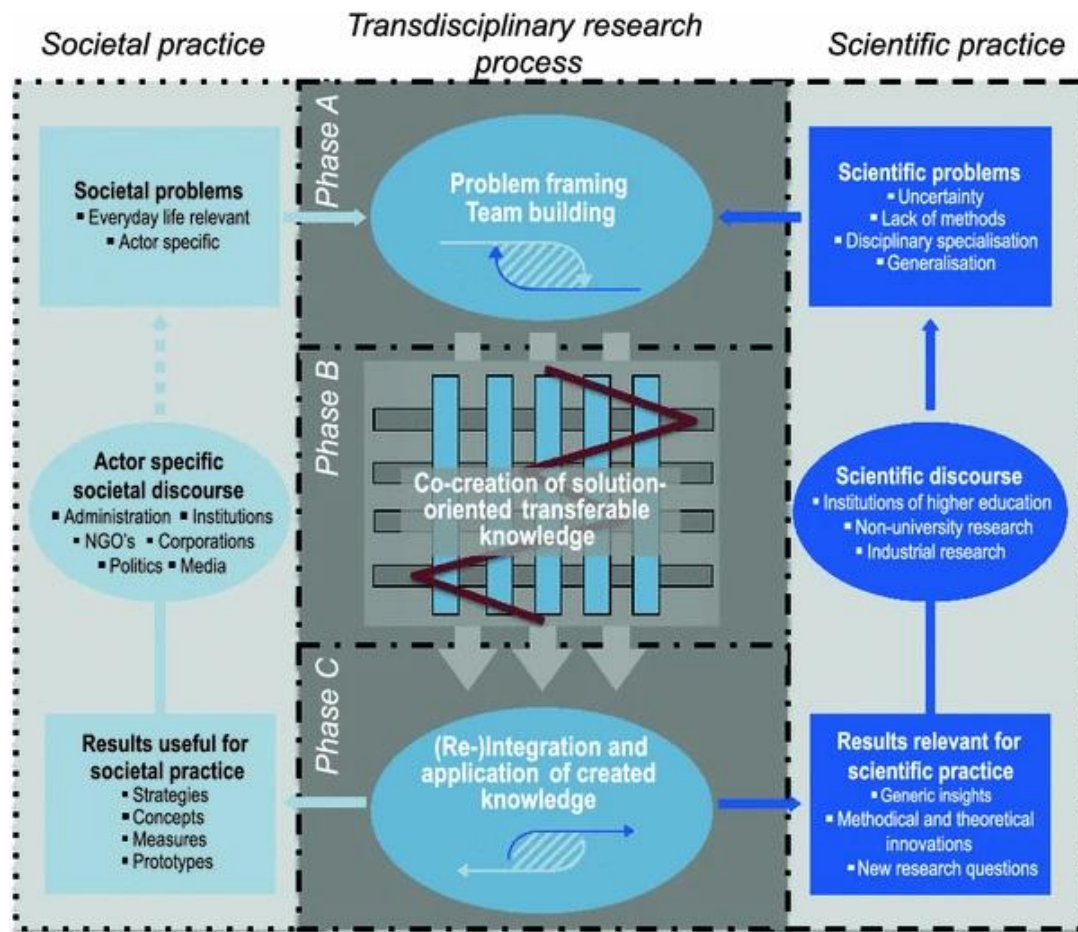 Societal practice
Transdisciplinary research
process
Scientific practice
Phase A
Societal problems
▪ Everyday life relevant
▪ Actor specific
Problem framing
Team building
Scientific problems
▪ Uncertainty
▪ Lack of methods
▪ Disciplinary specialisation
▪ Generalisation
Phase B
Actor specific
societal discourse
▪ Administration ▪ Institutions
▪ NGO's ▪ Corporations
▪ Politics ▪ Media
Co-creation of solution-
oriented transferable
knowledge
Scientific discourse
▪ Institutions of higher education
▪ Non-university research
▪ Industrial research
Phase C
Results useful for
societal practice
▪ Strategies
▪ Concepts
▪ Measures
▪ Prototypes
(Re-)Integration and
application of created
knowledge
Results relevant for
scientific practice
▪ Generic insights
▪ Methodical and theoretical
innovations
▪ New research questions